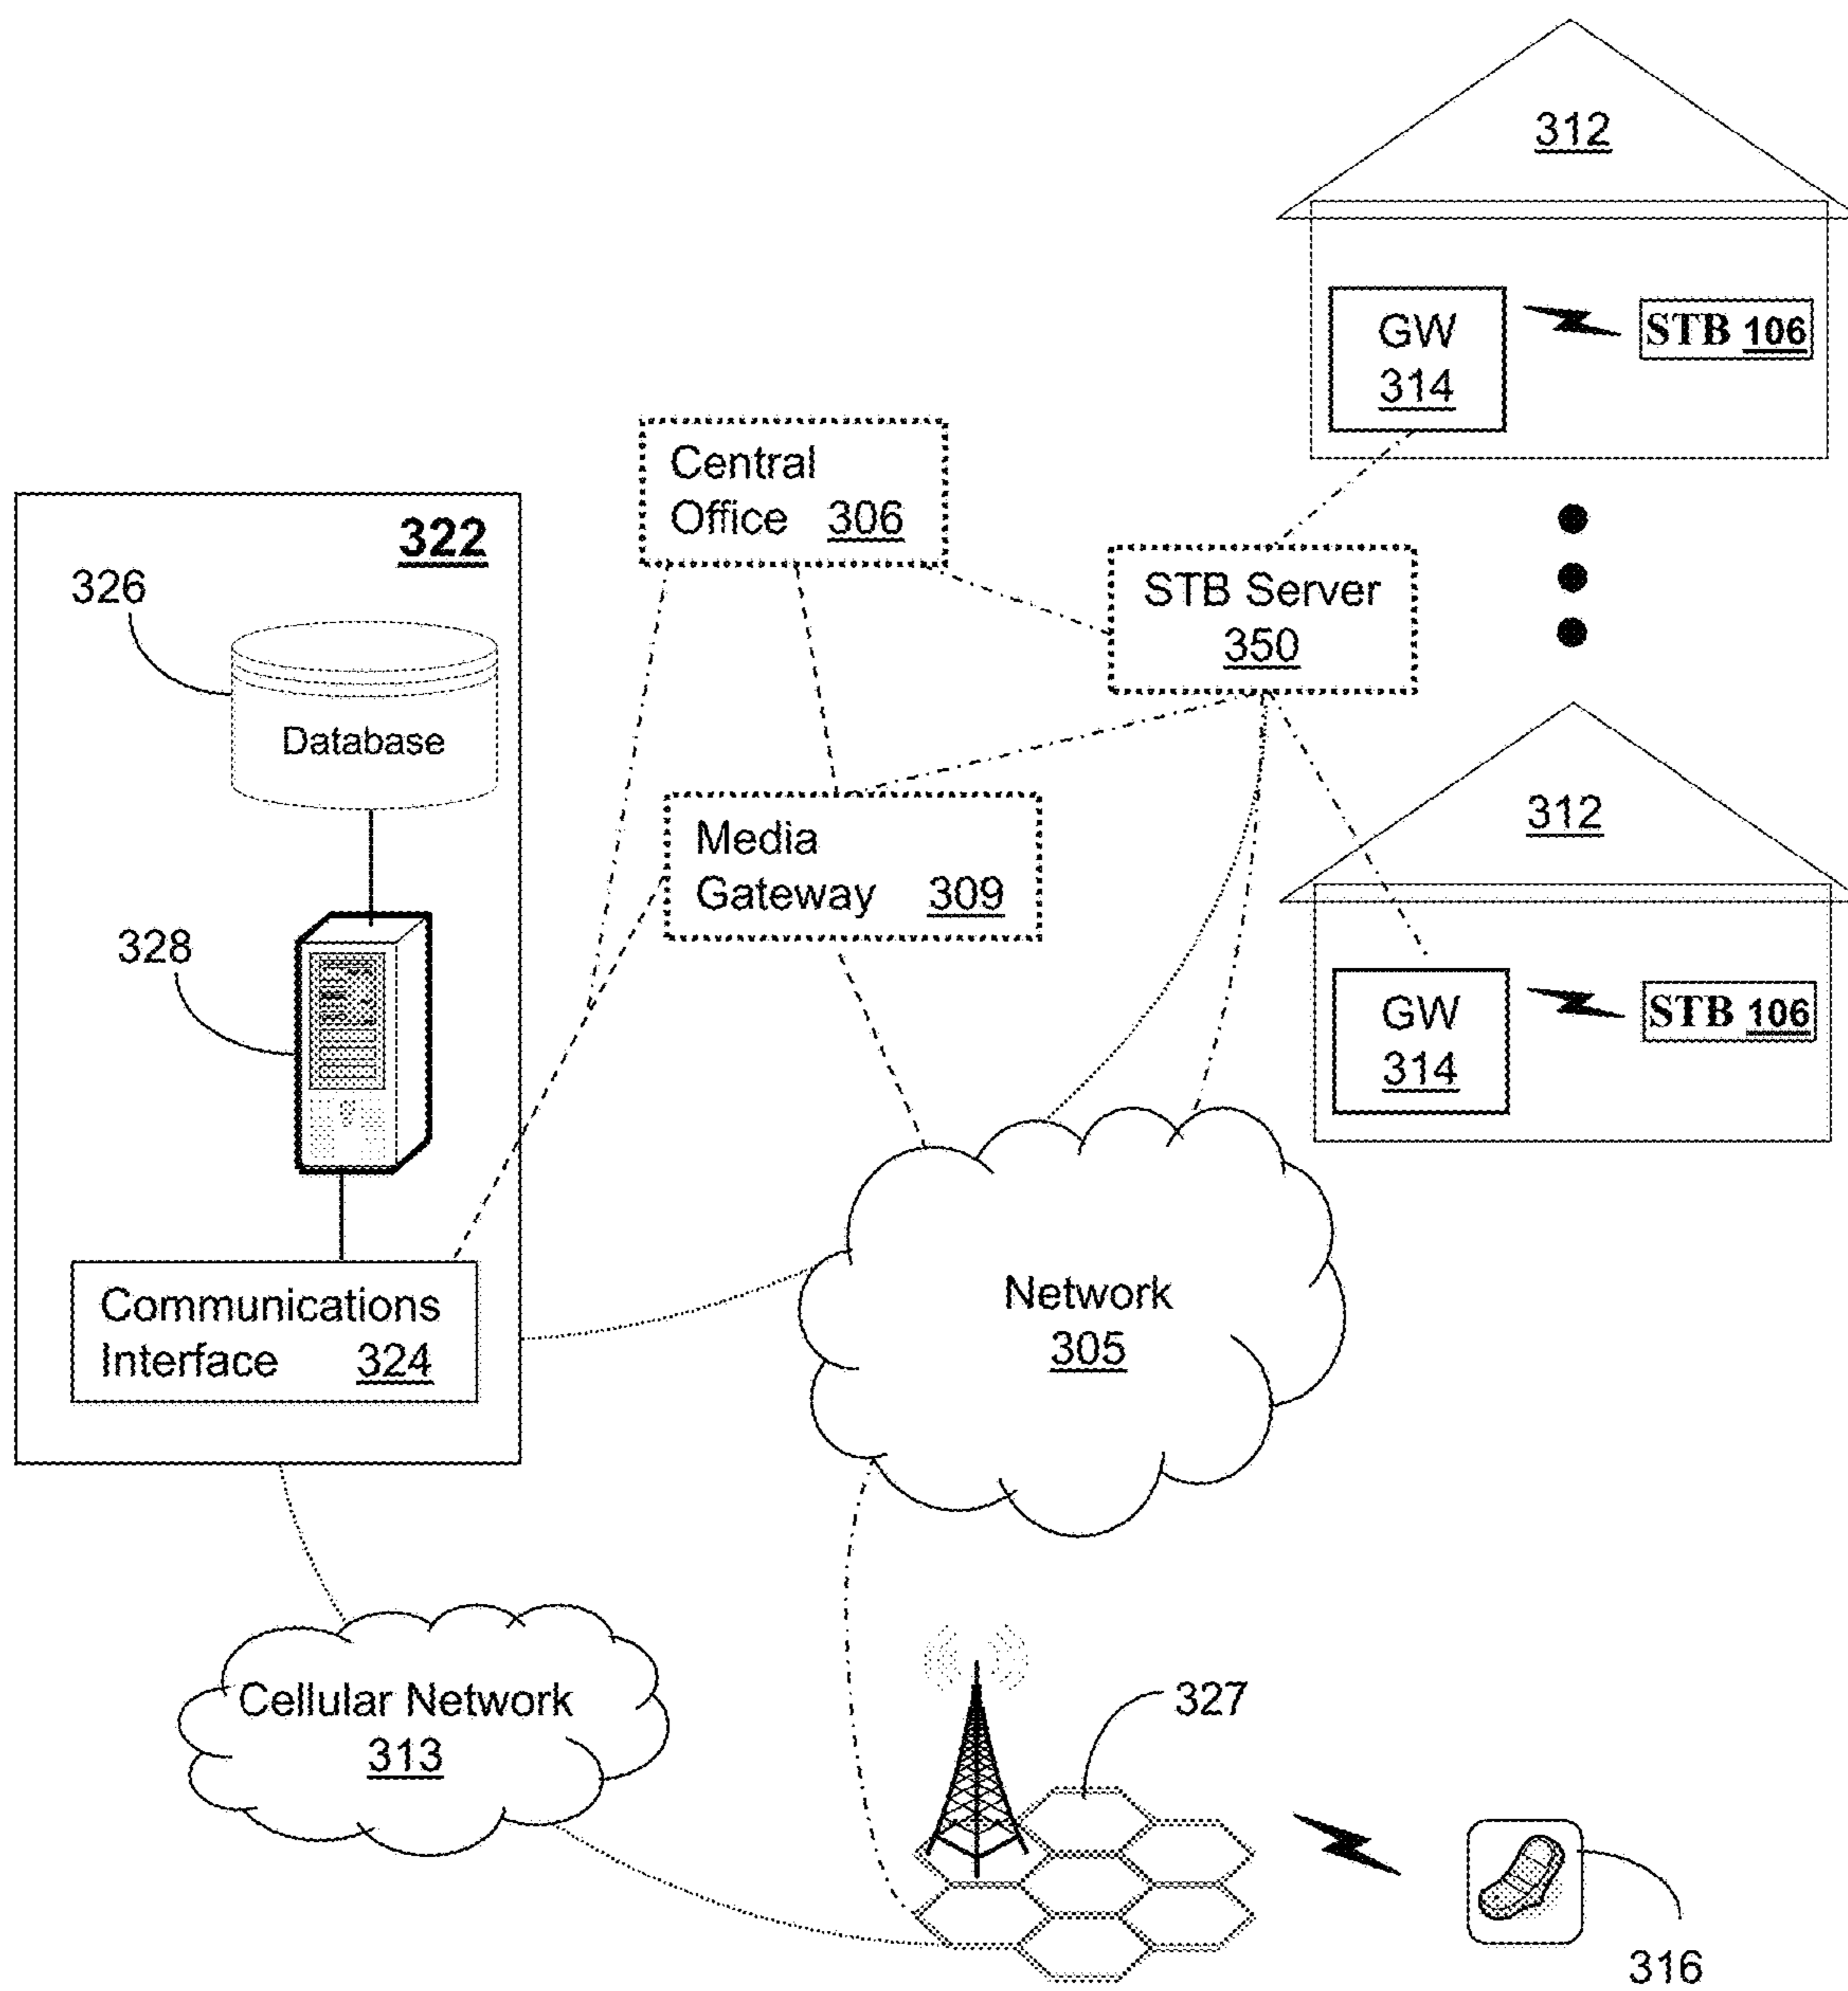 312
GW
314
STB 106
Central
Office 306
322
STB Server
350
326
Database
312
Media
Gateway 309
328
GW
314
STB 106
Communications
Interface 324
Network
305
Cellular Network
313
327
316